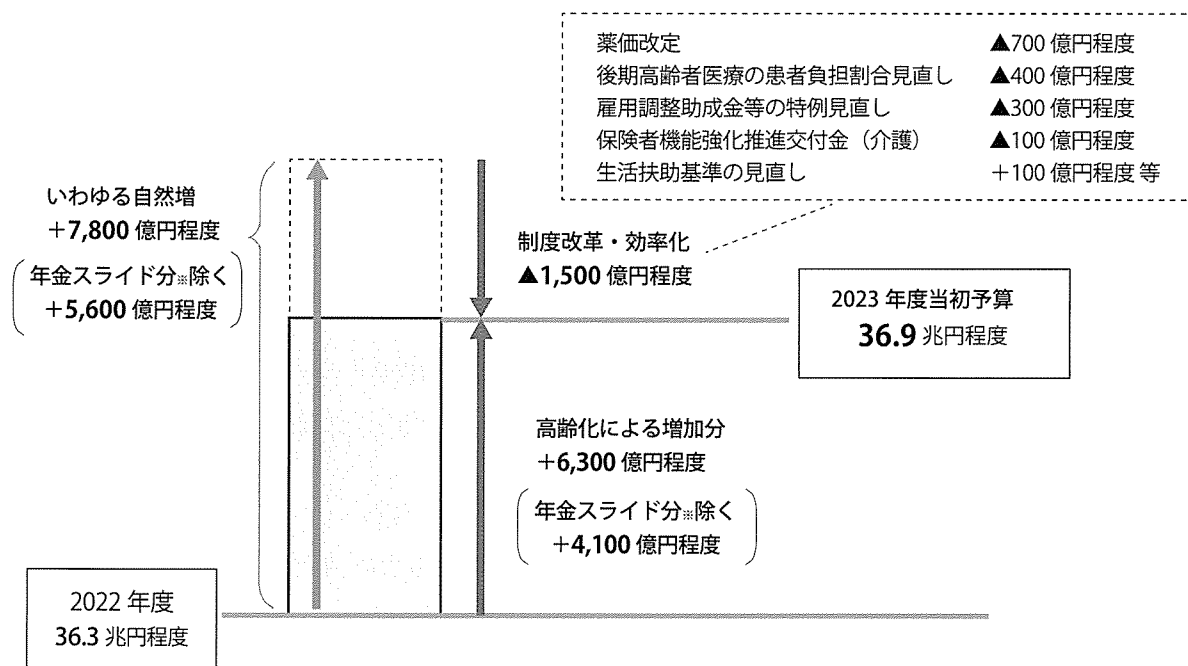 薬価改定 ▲700 億円程度
後期高齢者医療の患者負担割合見直し ▲400 億円程度
雇用調整助成金等の特例見直し ▲300 億円程度
保険者機能強化推進交付金（介護） ▲100 億円程度
生活扶助基準の見直し ＋100 億円程度 等
いわゆる自然増
＋7,800 億円程度
年金スライド分※除く
＋5,600 億円程度
制度改革・効率化
▲1,500 億円程度
2023 年度当初予算
36.9 兆円程度
高齢化による増加分
＋6,300 億円程度
年金スライド分※除く
＋4,100 億円程度
2022 年度
36.3 兆円程度